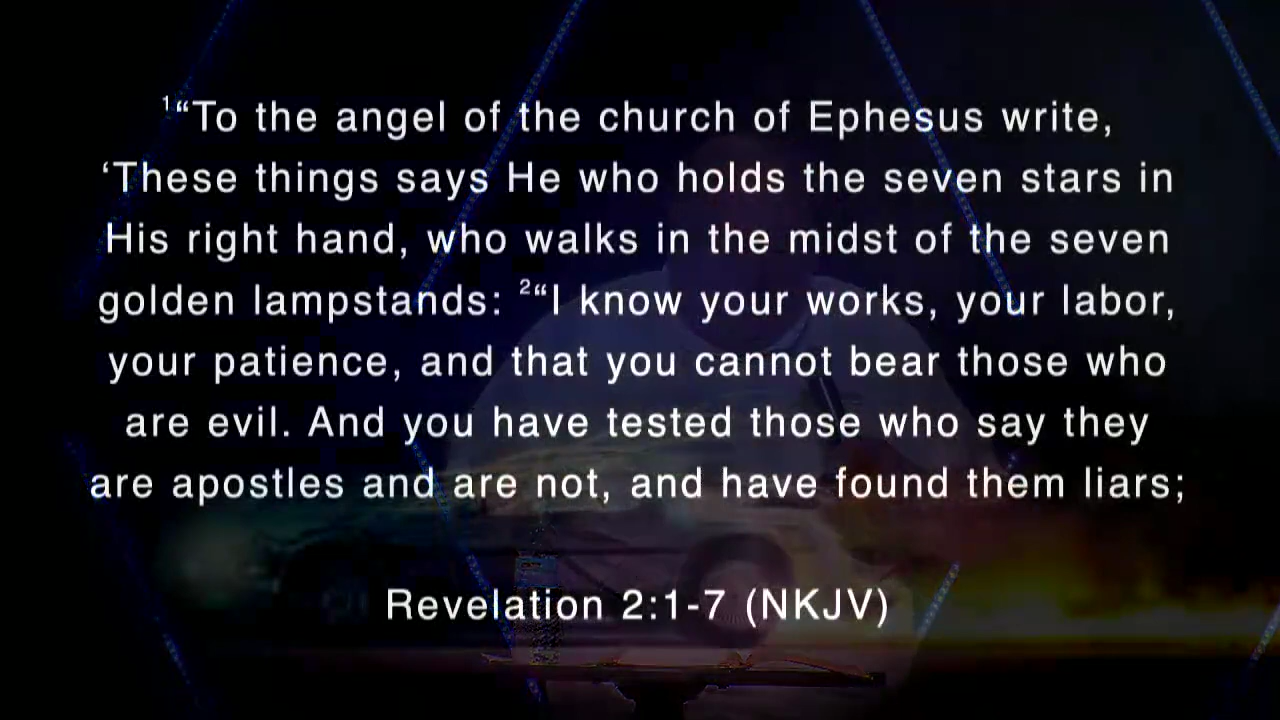 ¹“To the angel of the church of Ephesus write,
‘These things says He who holds the seven stars in
His right hand, who walks in the midst of the seven
golden lampstands: ²“I know your works, your labor,
your patience, and that you cannot bear those who
are evil. And you have tested those who say they
are apostles and are not, and have found them liars;
Revelation 2:1-7 (NKJV)